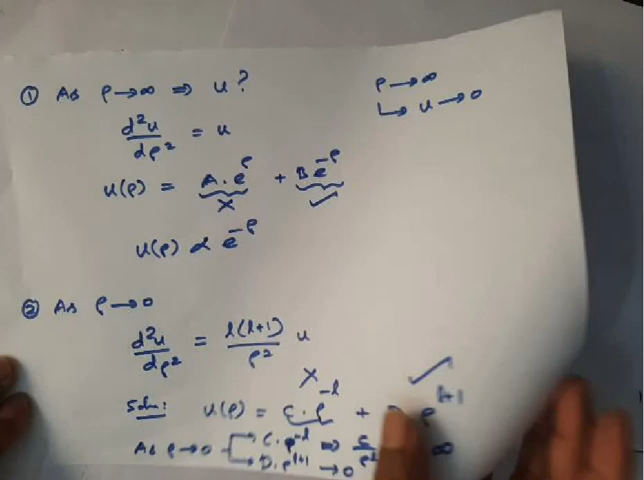 ① As ρ→∞ ⇒ u?
ρ→∞
↳ u→0
d²u/dρ² = u
u(ρ) = A.e^ρ + B e^-ρ
X ✓
u(ρ) α e^-ρ
② As ρ→0
d²u/dρ² = l(l+1)/ρ² u
X ✓
Soln: u(ρ) = C.ρ^-l + ρ^l+1
As ρ→0 → C.ρ^-l ⇒ ∞
→ D.ρ^l+1 → 0